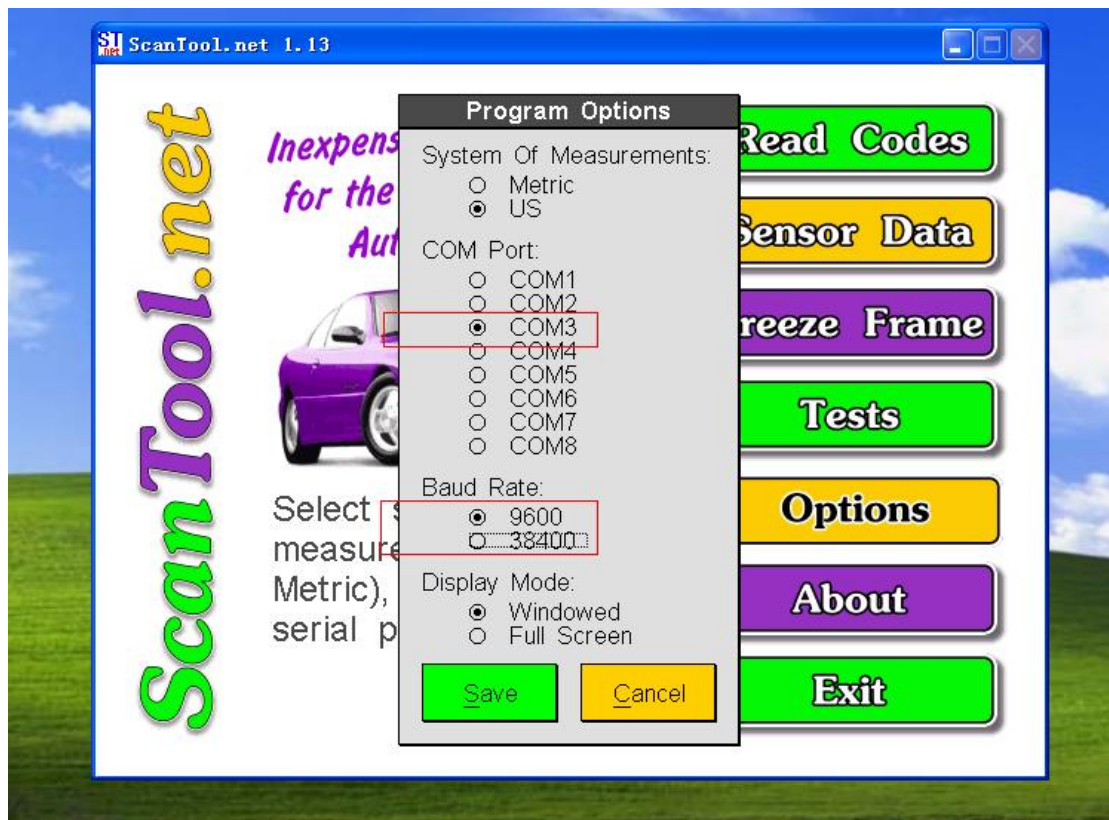 ScanTool.net 1.13
ScanTool.net
Inexpens
for the
Aut
Select s
measure
Metric),
serial p
Program Options
System Of Measurements:
Metric
US
COM Port:
COM1
COM2
COM3
COM4
COM5
COM6
COM7
COM8
Baud Rate:
9600
38400
Display Mode:
Windowed
Full Screen
Save
Cancel
Read Codes
Sensor Data
reeze Frame
Tests
Options
About
Exit